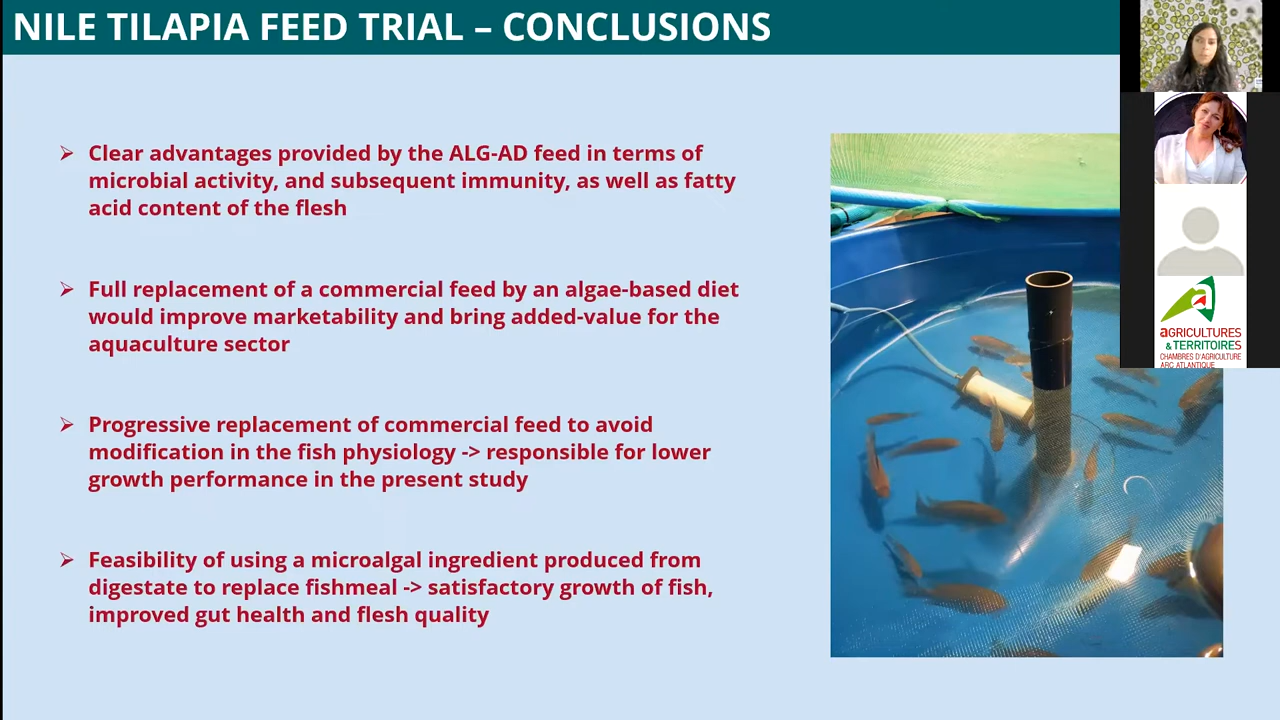 NILE TILAPIA FEED TRIAL – CONCLUSIONS
➢ Clear advantages provided by the ALG-AD feed in terms of
microbial activity, and subsequent immunity, as well as fatty
acid content of the flesh
➢ Full replacement of a commercial feed by an algae-based diet
would improve marketability and bring added-value for the
aquaculture sector
➢ Progressive replacement of commercial feed to avoid
modification in the fish physiology -> responsible for lower
growth performance in the present study
➢ Feasibility of using a microalgal ingredient produced from
digestate to replace fishmeal -> satisfactory growth of fish,
improved gut health and flesh quality
aGRICULTURES
& TERRITOIRES
CHAMBRES D'AGRICULTURE
ARC ATLANTIQUE